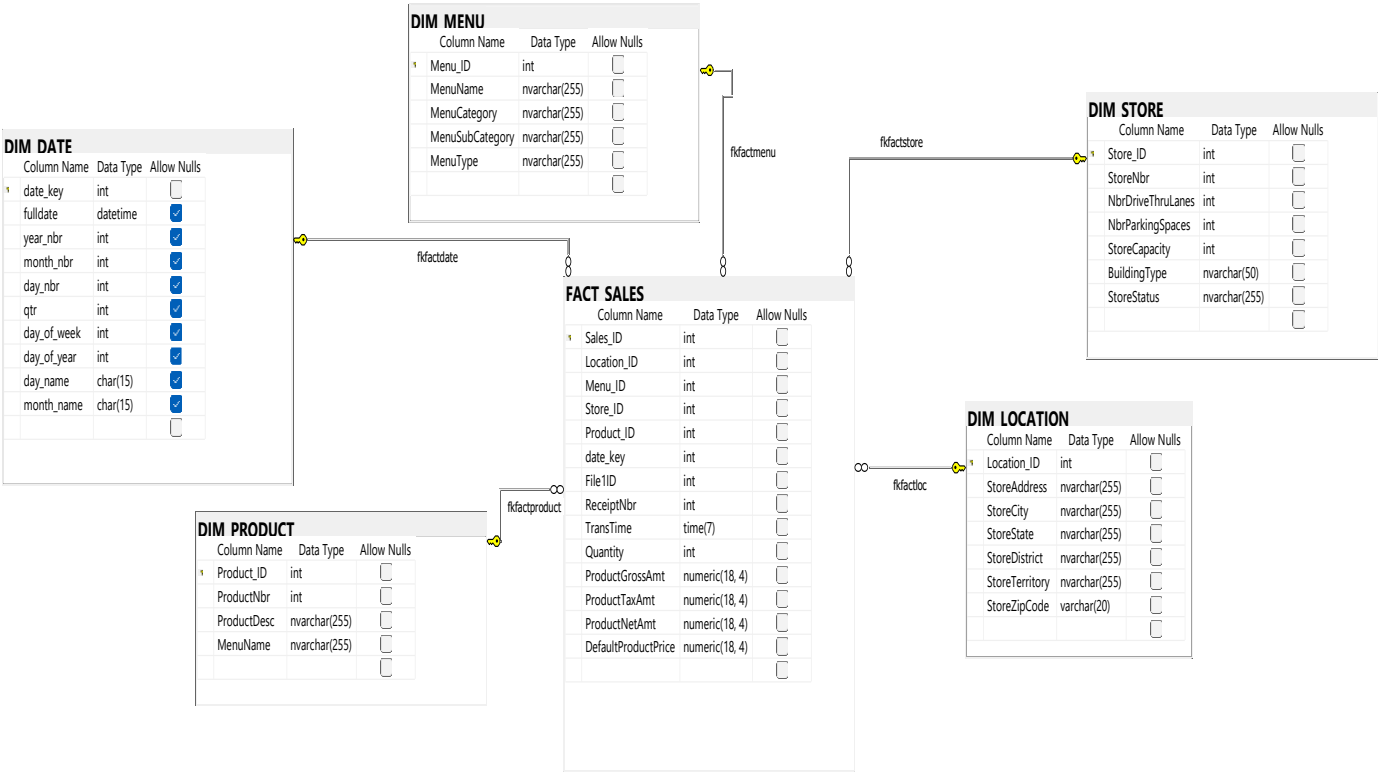 DIM MENU
Column Name Data Type Allow Nulls
Menu_ID int
MenuName nvarchar(255)
MenuCategory nvarchar(255)
MenuSubCategory nvarchar(255)
MenuType nvarchar(255)
DIM STORE
Column Name Data Type Allow Nulls
Store_ID int
StoreNbr int
NbrDriveThruLanes int
NbrParkingSpaces int
StoreCapacity int
BuildingType nvarchar(50)
StoreStatus nvarchar(255)
DIM DATE
Column Name Data Type Allow Nulls
date_key int
fulldate datetime
year_nbr int
month_nbr int
day_nbr int
qtr int
day_of_week int
day_of_year int
day_name char(15)
month_name char(15)
fkfactmenu
fkfactstore
fkfactdate
FACT SALES
Column Name Data Type Allow Nulls
Sales_ID int
Location_ID int
Menu_ID int
Store_ID int
Product_ID int
date_key int
File1ID int
ReceiptNbr int
TransTime time(7)
Quantity int
ProductGrossAmt numeric(18, 4)
ProductTaxAmt numeric(18, 4)
ProductNetAmt numeric(18, 4)
DefaultProductPrice numeric(18, 4)
DIM LOCATION
Column Name Data Type Allow Nulls
Location_ID int
StoreAddress nvarchar(255)
StoreCity nvarchar(255)
StoreState nvarchar(255)
StoreDistrict nvarchar(255)
StoreTerritory nvarchar(255)
StoreZipCode varchar(20)
fkfactloc
fkfactproduct
DIM PRODUCT
Column Name Data Type Allow Nulls
Product_ID int
ProductNbr int
ProductDesc nvarchar(255)
MenuName nvarchar(255)